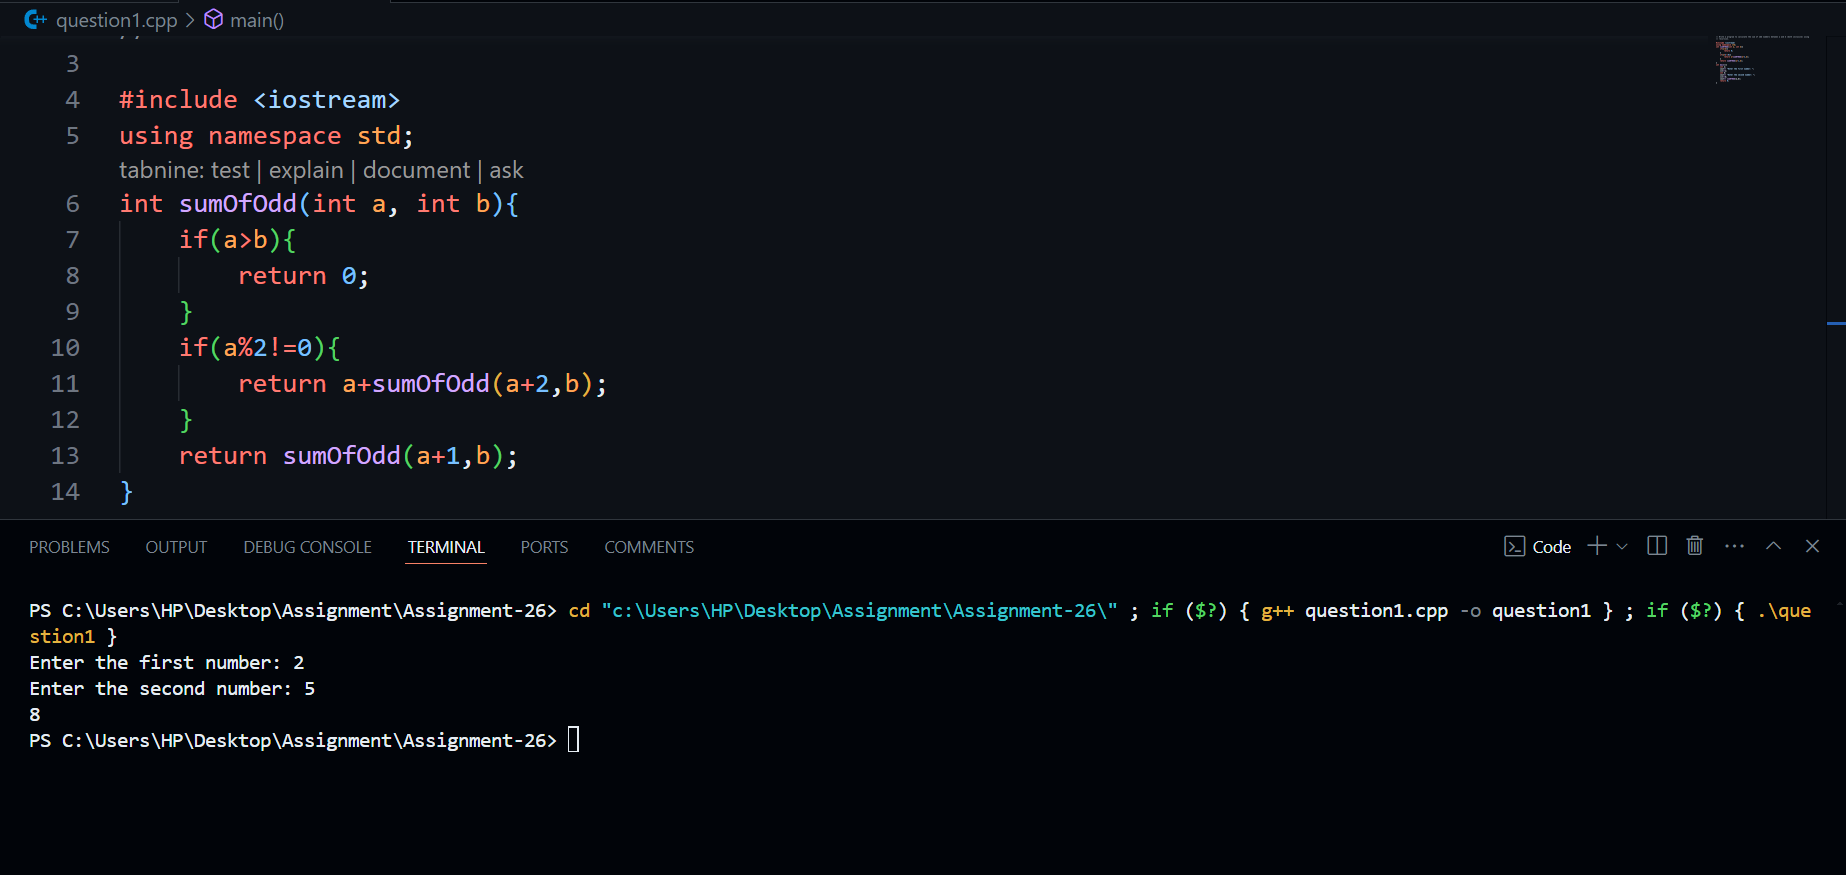 question1.cpp > main()
3
4 #include <iostream>
5 using namespace std;
tabnine: test | explain | document | ask
6 int sumOfOdd(int a, int b){
7 if(a>b){
8 return 0;
9 }
10 if(a%2!=0){
11 return a+sumOfOdd(a+2,b);
12 }
13 return sumOfOdd(a+1,b);
14 }
PROBLEMS OUTPUT DEBUG CONSOLE TERMINAL PORTS COMMENTS Code
PS C:\Users\HP\Desktop\Assignment\Assignment-26> cd "c:\Users\HP\Desktop\Assignment\Assignment-26\" ; if ($?) { g++ question1.cpp -o question1 } ; if ($?) { .\que
stion1 }
Enter the first number: 2
Enter the second number: 5
8
PS C:\Users\HP\Desktop\Assignment\Assignment-26>